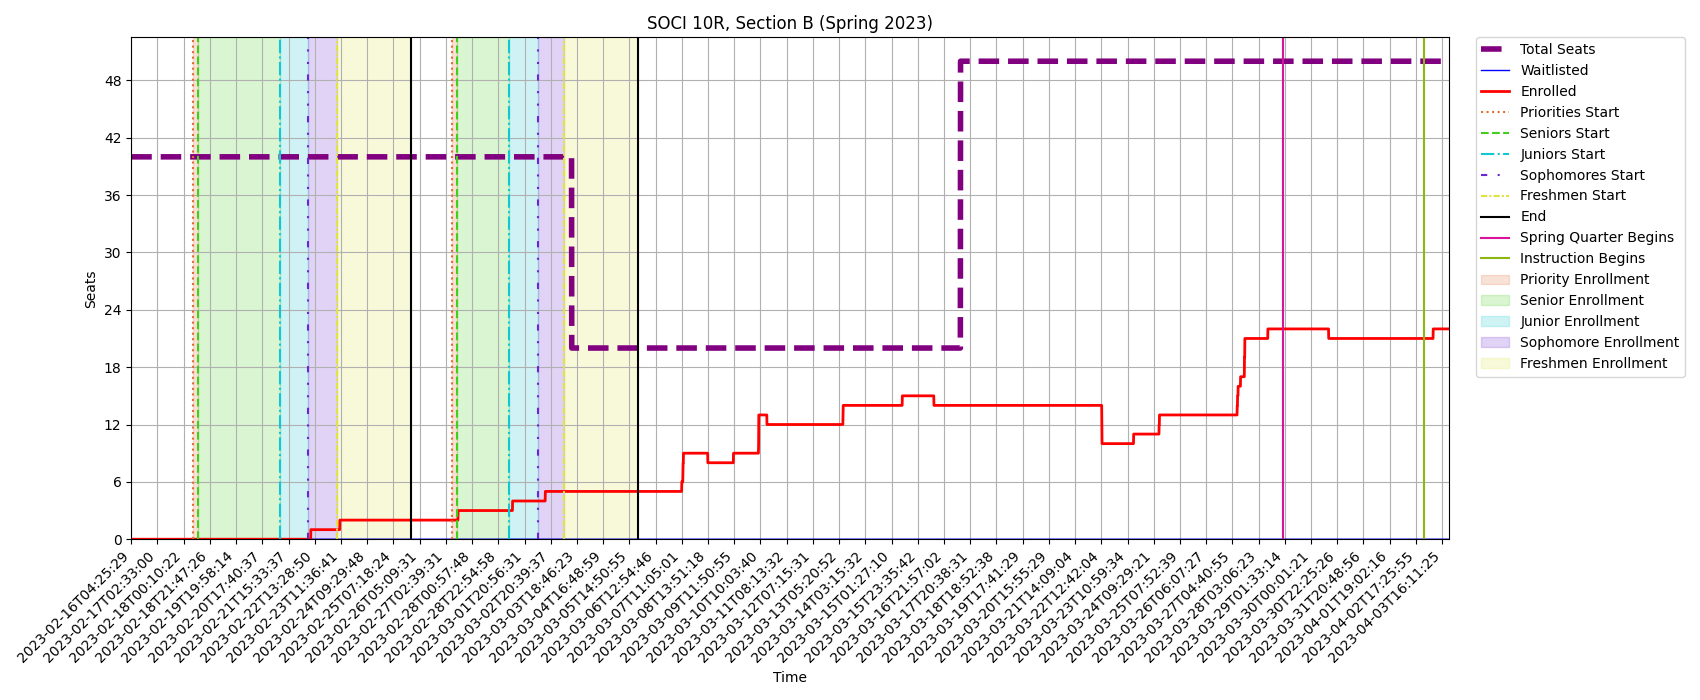 SOCI 10R, Section B (Spring 2023)
Seats
48
42
36
30
24
18
12
6
0
2023-02-16T04:25:29
2023-02-17T02:33:00
2023-02-18T00:10:22
2023-02-18T21:47:26
2023-02-19T19:58:14
2023-02-20T17:40:37
2023-02-21T15:33:37
2023-02-22T13:28:50
2023-02-23T11:36:41
2023-02-24T09:29:48
2023-02-25T07:18:24
2023-02-26T05:09:31
2023-02-27T02:39:31
2023-02-28T00:57:48
2023-02-28T22:54:58
2023-03-01T20:56:31
2023-03-02T20:39:37
2023-03-03T18:46:23
2023-03-04T16:48:59
2023-03-05T14:50:55
2023-03-06T12:54:46
2023-03-07T11:05:01
2023-03-08T13:51:18
2023-03-09T11:50:55
2023-03-10T10:03:40
2023-03-11T08:13:32
2023-03-12T07:15:31
2023-03-13T05:20:52
2023-03-14T03:15:32
2023-03-15T01:27:10
2023-03-15T23:35:42
2023-03-16T21:57:02
2023-03-17T20:38:31
2023-03-18T18:52:38
2023-03-19T17:41:29
2023-03-20T15:55:29
2023-03-21T14:09:04
2023-03-22T12:42:04
2023-03-23T10:59:34
2023-03-24T09:29:21
2023-03-25T07:52:39
2023-03-26T06:07:27
2023-03-27T04:40:55
2023-03-28T03:06:23
2023-03-29T01:33:14
2023-03-30T00:01:21
2023-03-30T22:25:26
2023-03-31T20:48:56
2023-04-01T19:02:16
2023-04-02T17:25:55
2023-04-03T16:11:25
Time
Total Seats
Waitlisted
Enrolled
Priorities Start
Seniors Start
Juniors Start
Sophomores Start
Freshmen Start
End
Spring Quarter Begins
Instruction Begins
Priority Enrollment
Senior Enrollment
Junior Enrollment
Sophomore Enrollment
Freshmen Enrollment